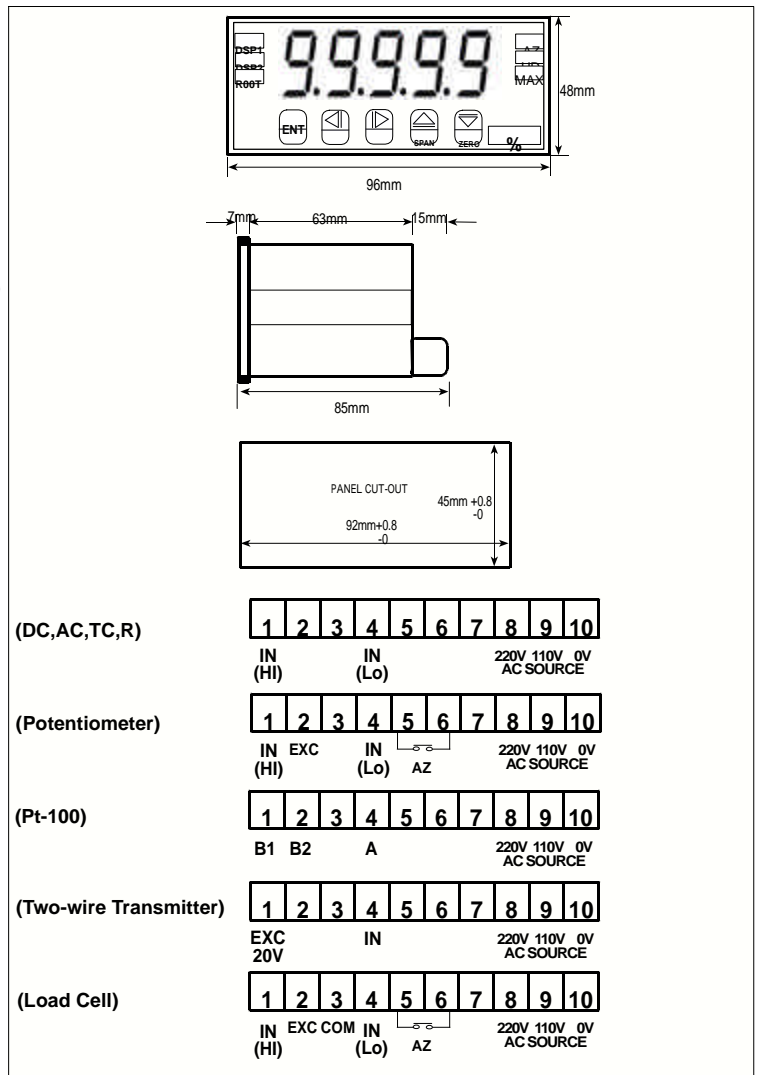 DSP1
DSP2
R00T
9.9.9.9.9
AZ
MAX
ENT
SPAN
ZERO
%
48mm
96mm
7mm 63mm 15mm
85mm
PANEL CUT-OUT
45mm +0.8
-0
92mm+0.8
-0
(DC,AC,TC,R)
1 2 3 4 5 6 7 8 9 10
IN IN 220V 110V 0V
(HI) (Lo) AC SOURCE
(Potentiometer)
1 2 3 4 5 6 7 8 9 10
IN EXC IN 220V 110V 0V
(HI) (Lo) AZ AC SOURCE
(Pt-100)
1 2 3 4 5 6 7 8 9 10
B1 B2 A 220V 110V 0V
AC SOURCE
(Two-wire Transmitter)
1 2 3 4 5 6 7 8 9 10
EXC IN 220V 110V 0V
20V AC SOURCE
(Load Cell)
1 2 3 4 5 6 7 8 9 10
IN EXC COM IN 220V 110V 0V
(HI) (Lo) AZ AC SOURCE